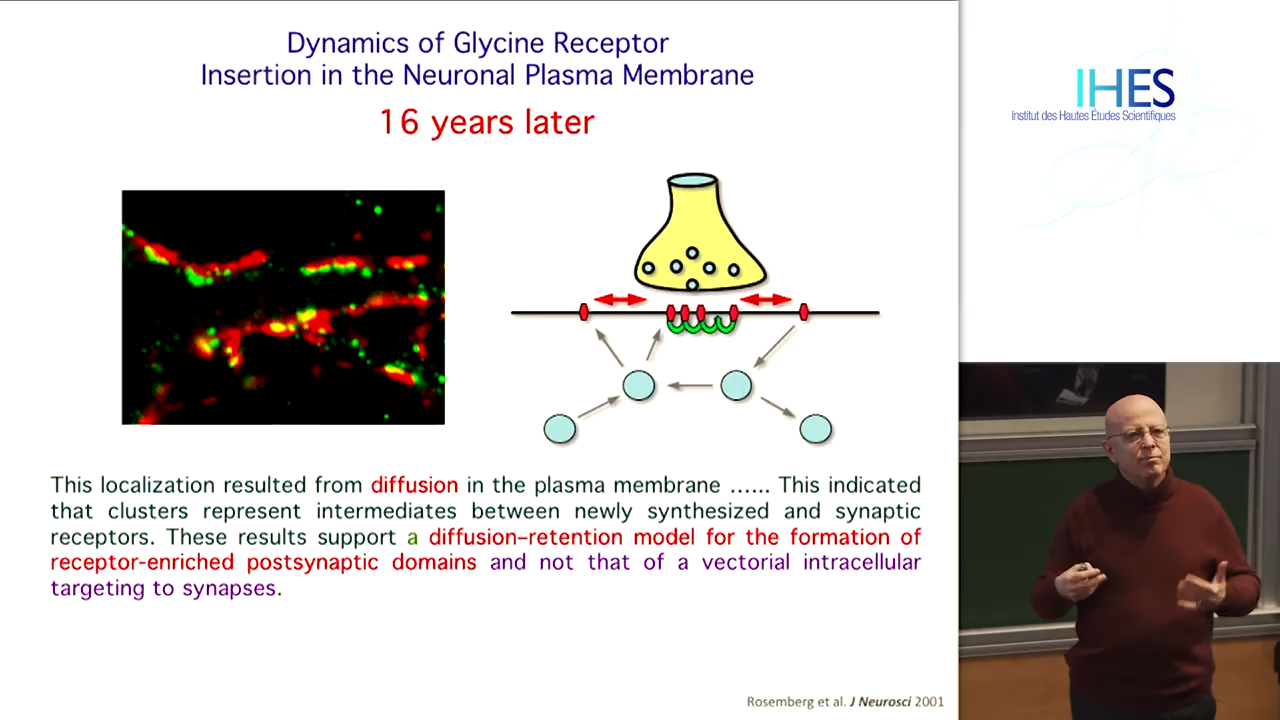 Dynamics of Glycine Receptor
Insertion in the Neuronal Plasma Membrane
16 years later
IHES
Institut des Hautes Études Scientifiques
This localization resulted from diffusion in the plasma membrane ...... This indicated
that clusters represent intermediates between newly synthesized and synaptic
receptors. These results support a diffusion–retention model for the formation of
receptor-enriched postsynaptic domains and not that of a vectorial intracellular
targeting to synapses.
Rosemberg et al. J Neurosci 2001